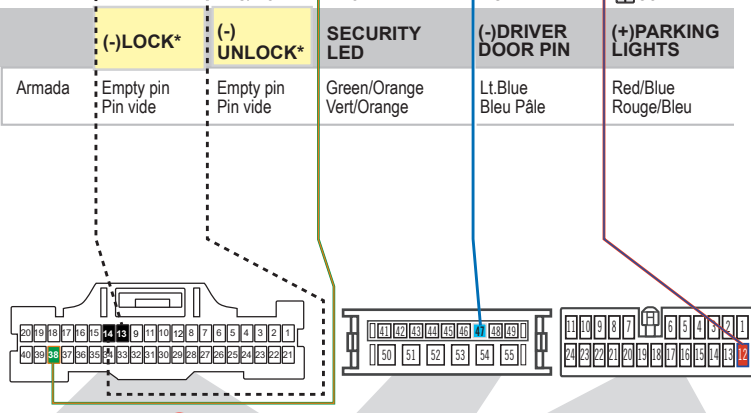 (-)LOCK*
(-)
UNLOCK*
SECURITY
LED
(-)DRIVER
DOOR PIN
(+)PARKING
LIGHTS
Armada
Empty pin
Pin vide
Empty pin
Pin vide
Green/Orange
Vert/Orange
Lt.Blue
Bleu Pâle
Red/Blue
Rouge/Bleu
20 19 18 17 16 15 14 13 9 11 10 12 8 7 6 5 4 3 2 1
40 39 38 37 36 35 34 33 32 31 30 29 28 27 26 25 24 23 22 21
41 42 43 44 45 46 47 48 49
50 51 52 53 54 55
11 10 9 8 7 6 5 4 3 2 1
24 23 22 21 20 19 18 17 16 15 14 13 12